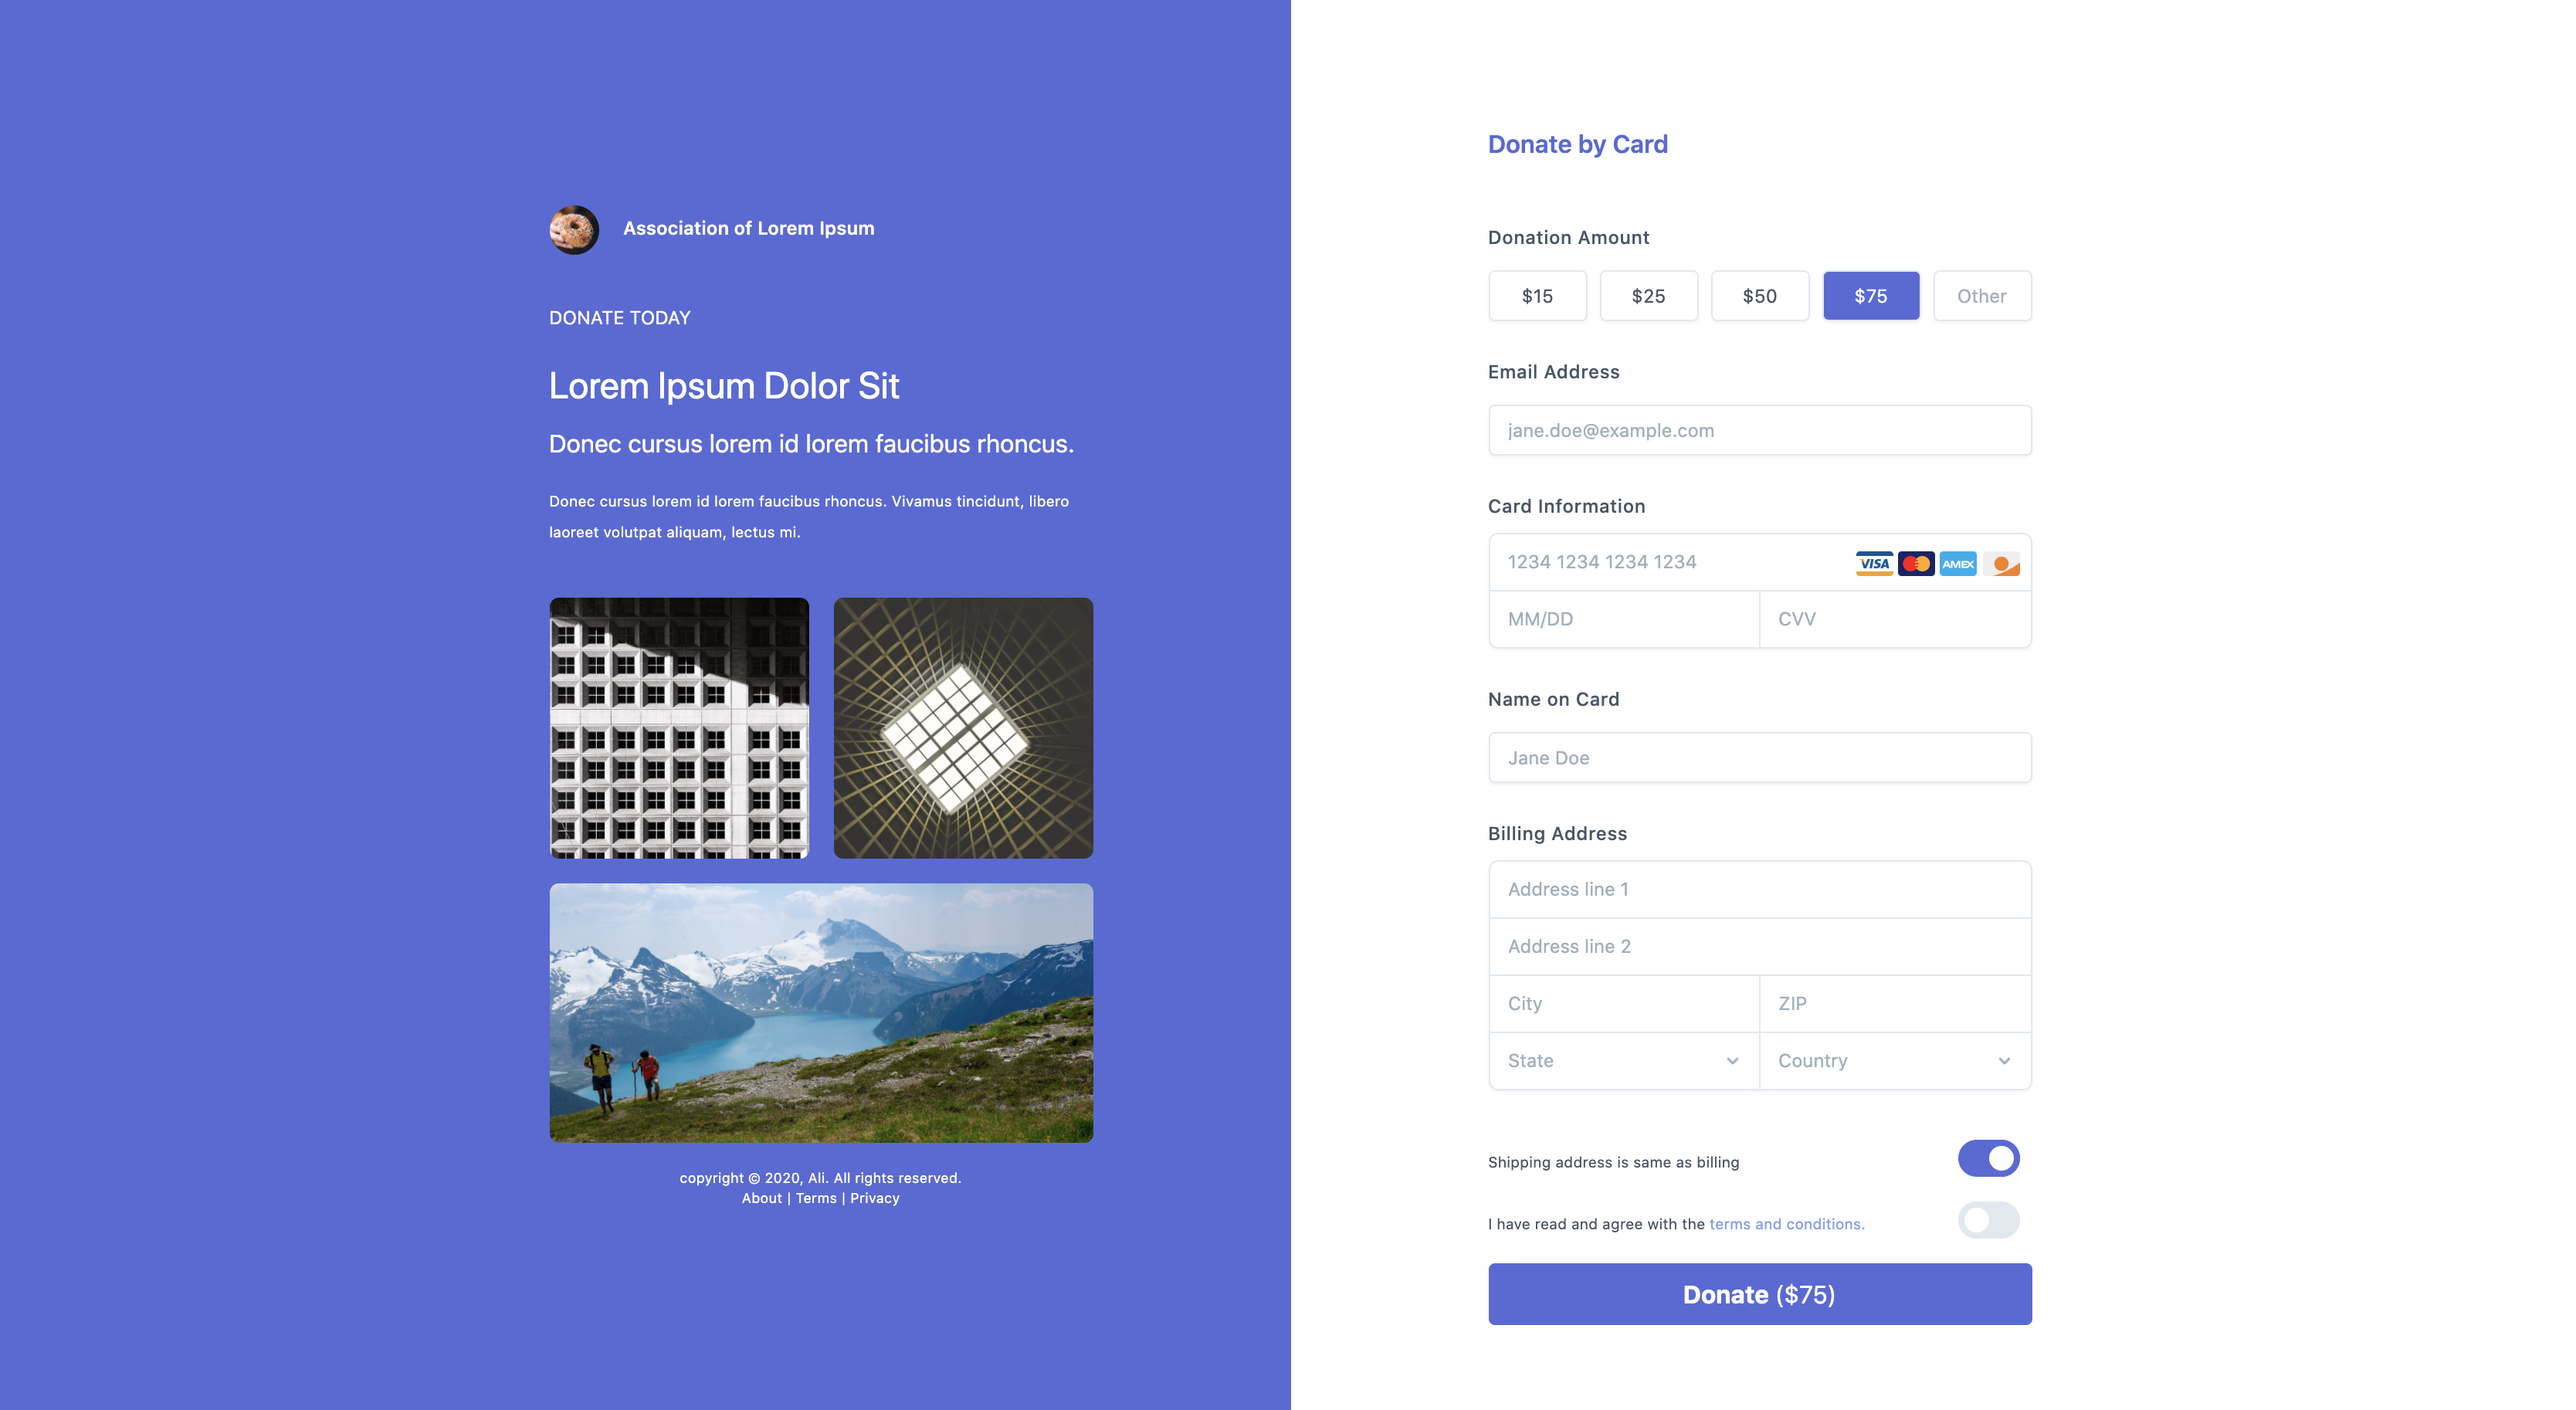 Association of Lorem Ipsum
DONATE TODAY
Lorem Ipsum Dolor Sit
Donec cursus lorem id lorem faucibus rhoncus.
Donec cursus lorem id lorem faucibus rhoncus. Vivamus tincidunt, libero
laoreet volutpat aliquam, lectus mi.
copyright © 2020, Ali. All rights reserved.
About | Terms | Privacy
Donate by Card
Donation Amount
$15 $25 $50 $75 Other
Email Address
jane.doe@example.com
Card Information
1234 1234 1234 1234 VISA AMEX
MM/DD CVV
Name on Card
Jane Doe
Billing Address
Address line 1
Address line 2
City ZIP
State Country
Shipping address is same as billing
I have read and agree with the terms and conditions.
Donate ($75)